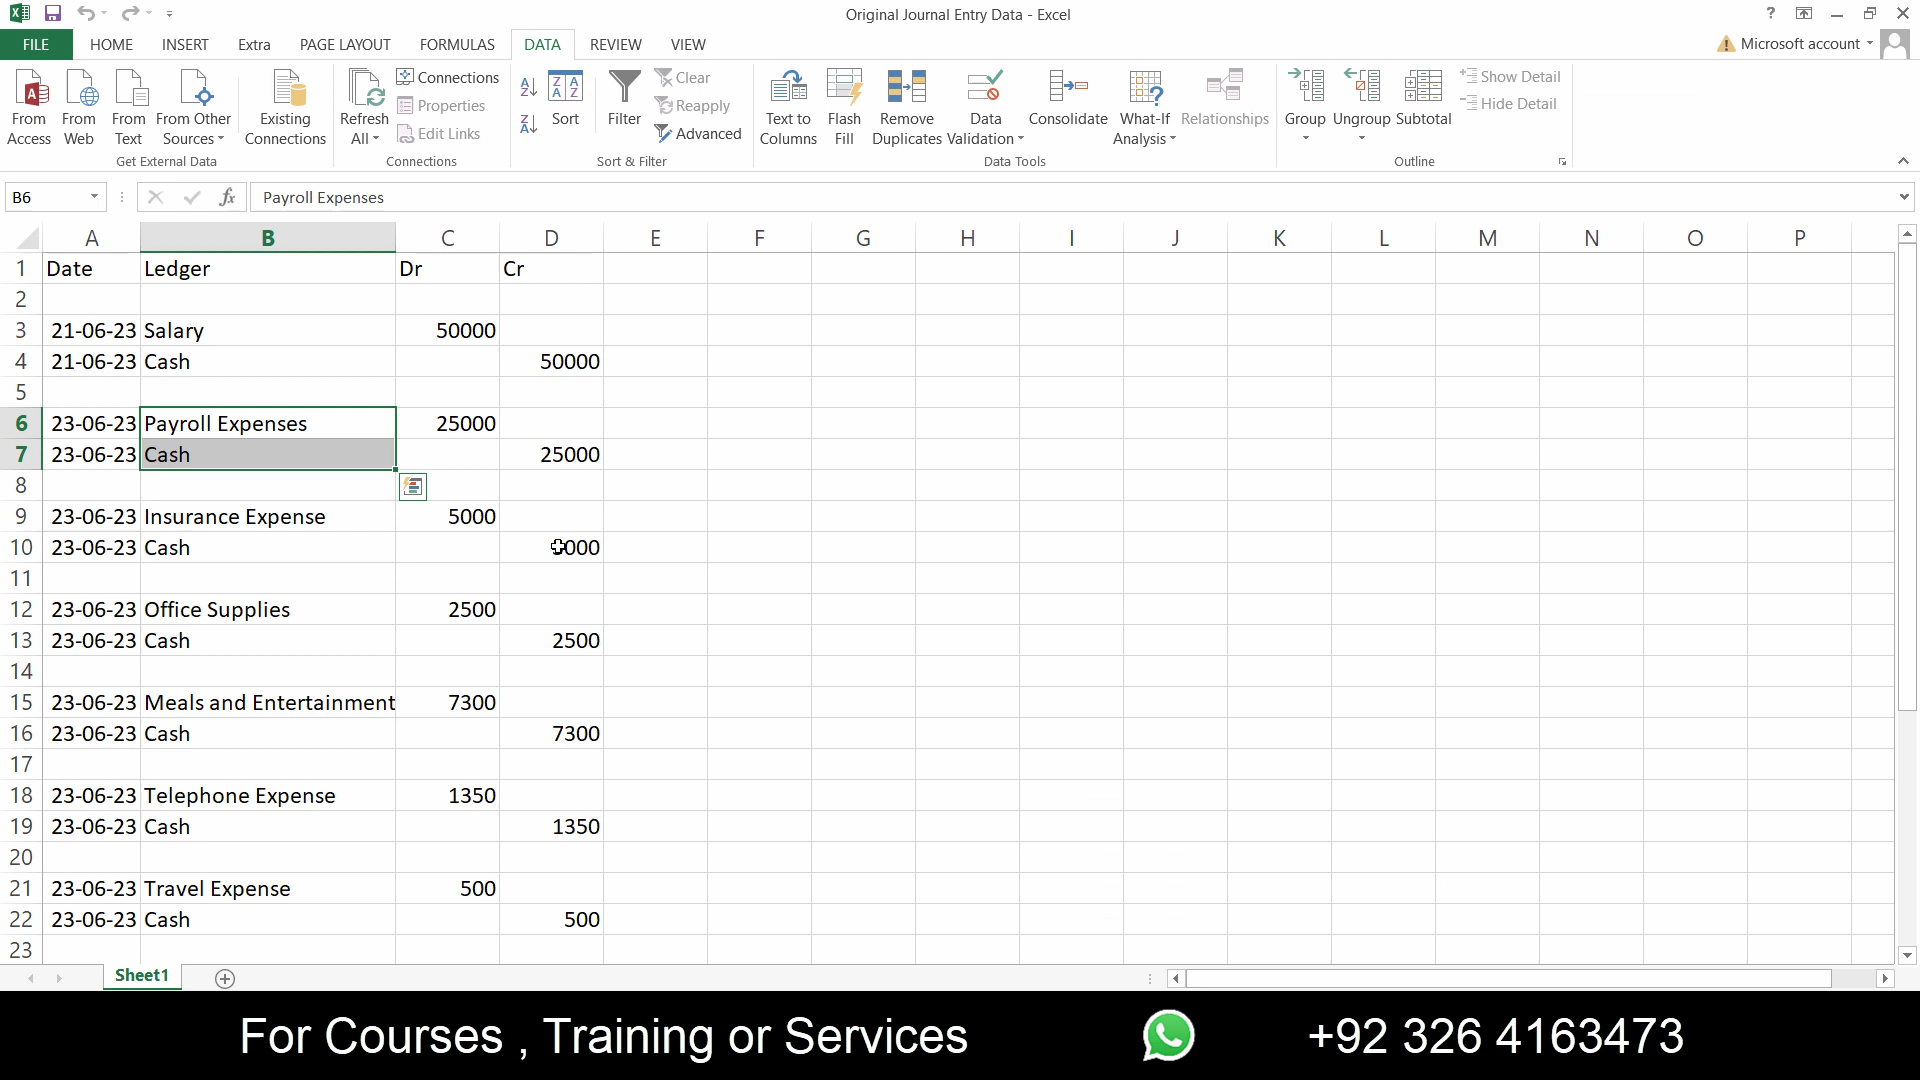 Original Journal Entry Data - Excel
FILE HOME INSERT Extra PAGE LAYOUT FORMULAS DATA REVIEW VIEW Microsoft account
From Access From Web From Text From Other Sources Existing Connections
Get External Data
Refresh All Connections Properties Edit Links
Connections
Sort Filter Clear Reapply Advanced
Sort & Filter
Text to Columns Flash Fill Remove Duplicates Data Validation Consolidate What-If Analysis Relationships
Data Tools
Group Ungroup Subtotal Show Detail Hide Detail
Outline
B6 fx Payroll Expenses
A B C D E F G H I J K L M N O P
1 Date Ledger Dr Cr
2
3 21-06-23 Salary 50000
4 21-06-23 Cash 50000
5
6 23-06-23 Payroll Expenses 25000
7 23-06-23 Cash 25000
8
9 23-06-23 Insurance Expense 5000
10 23-06-23 Cash
11
12 23-06-23 Office Supplies 2500
13 23-06-23 Cash 2500
14
15 23-06-23 Meals and Entertainment 7300
16 23-06-23 Cash 7300
17
18 23-06-23 Telephone Expense 1350
19 23-06-23 Cash 1350
20
21 23-06-23 Travel Expense 500
22 23-06-23 Cash 500
23
Sheet1
For Courses , Training or Services +92 326 4163473